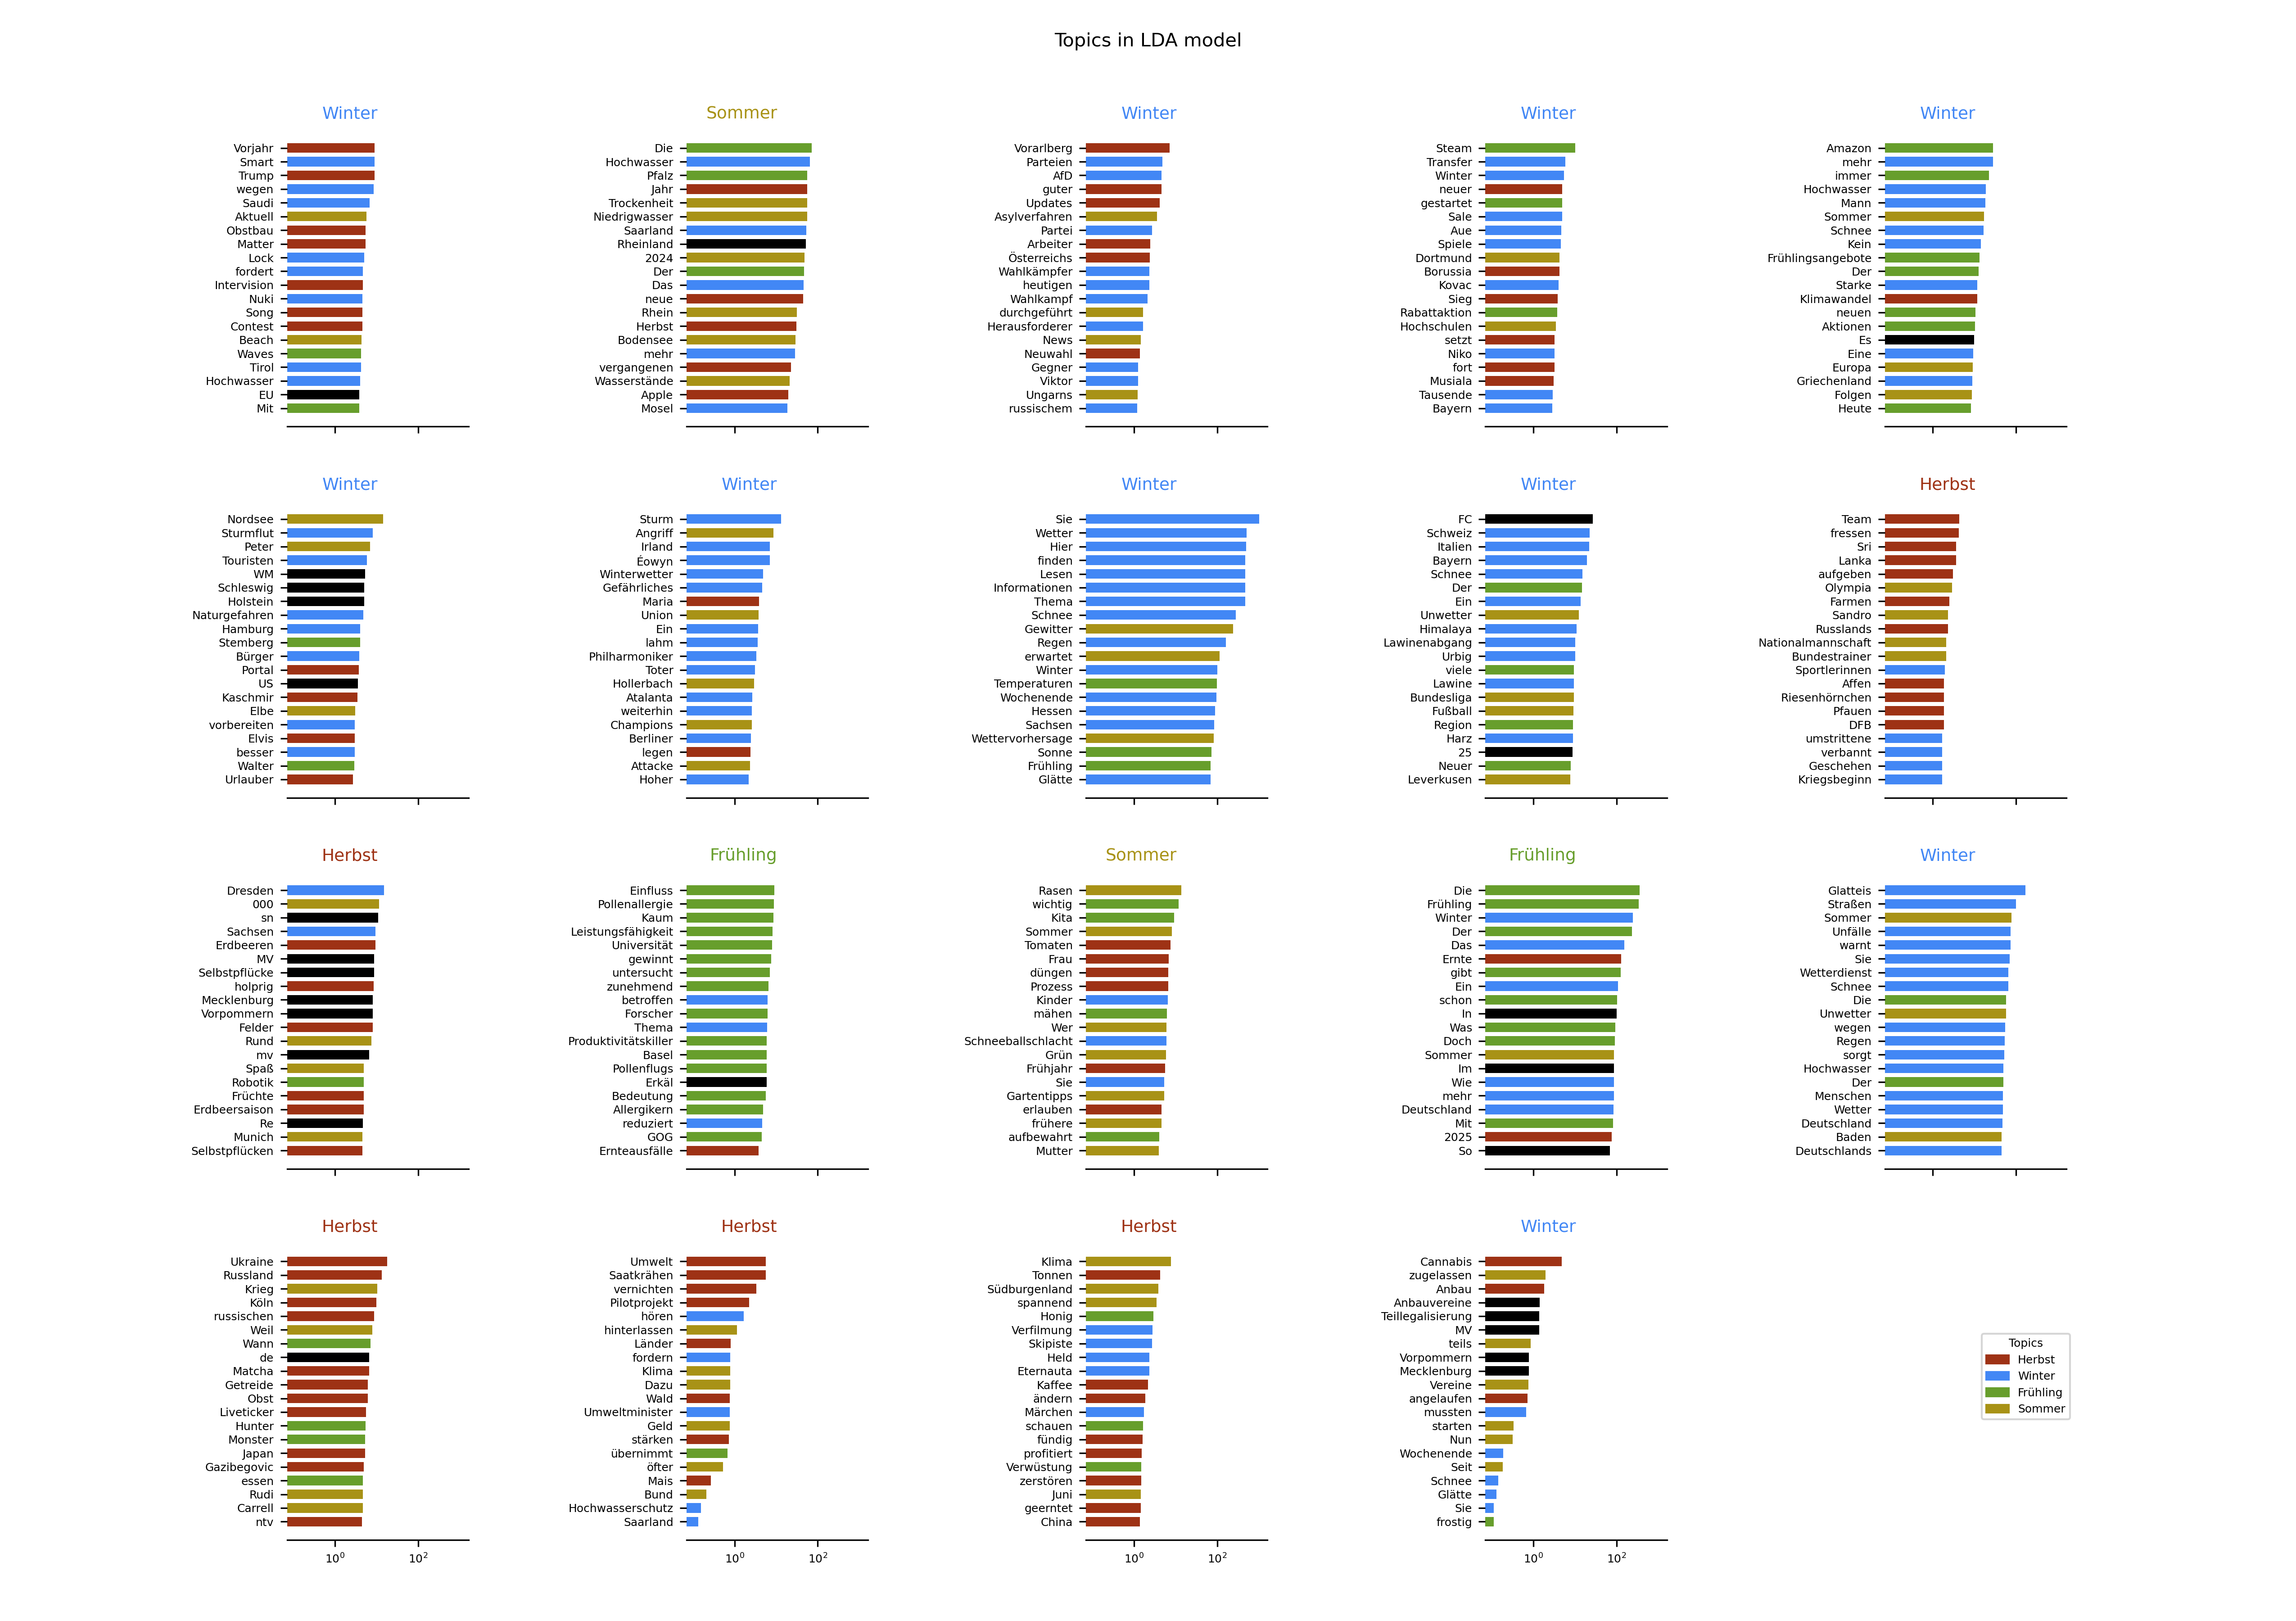 Topics in LDA model
Winter
Vorjahr
Smart
Trump
wegen
Saudi
Aktuell
Obstbau
Matter
Lock
fordert
Intervision
Nuki
Song
Contest
Beach
Waves
Tirol
Hochwasser
EU
Mit
Sommer
Die
Hochwasser
Pfalz
Jahr
Trockenheit
Niedrigwasser
Saarland
Rheinland
2024
Der
Das
neue
Rhein
Herbst
Bodensee
mehr
vergangenen
Wasserstände
Apple
Mosel
Winter
Vorarlberg
Parteien
AfD
guter
Updates
Asylverfahren
Partei
Arbeiter
Österreichs
Wahlkämpfer
heutigen
Wahlkampf
durchgeführt
Herausforderer
News
Neuwahl
Gegner
Viktor
Ungarns
russischem
Winter
Steam
Transfer
Winter
neuer
gestartet
Sale
Aue
Spiele
Dortmund
Borussia
Kovac
Sieg
Rabattaktion
Hochschulen
setzt
Niko
fort
Musiala
Tausende
Bayern
Winter
Amazon
mehr
immer
Hochwasser
Mann
Sommer
Schnee
Kein
Frühlingsangebote
Der
Starke
Klimawandel
neuen
Aktionen
Es
Eine
Europa
Griechenland
Folgen
Heute
Winter
Nordsee
Sturmflut
Peter
Touristen
WM
Schleswig
Holstein
Naturgefahren
Hamburg
Stemberg
Bürger
Portal
US
Kaschmir
Elbe
vorbereiten
Elvis
besser
Walter
Urlauber
Winter
Sturm
Angriff
Irland
Éowyn
Winterwetter
Gefährliches
Maria
Union
Ein
lahm
Philharmoniker
Toter
Hollerbach
Atalanta
weiterhin
Champions
Berliner
legen
Attacke
Hoher
Winter
Sie
Wetter
Hier
finden
Lesen
Informationen
Thema
Schnee
Gewitter
Regen
erwartet
Winter
Temperaturen
Wochenende
Hessen
Sachsen
Wettervorhersage
Sonne
Frühling
Glätte
Winter
FC
Schweiz
Italien
Bayern
Schnee
Der
Ein
Unwetter
Himalaya
Lawinenabgang
Urbig
viele
Lawine
Bundesliga
Fußball
Region
Harz
25
Neuer
Leverkusen
Herbst
Team
fressen
Sri
Lanka
aufgeben
Olympia
Farmen
Sandro
Russlands
Nationalmannschaft
Bundestrainer
Sportlerinnen
Affen
Riesenhörnchen
Pfauen
DFB
umstrittene
verbannt
Geschehen
Kriegsbeginn
Herbst
Dresden
000
sn
Sachsen
Erdbeeren
MV
Selbstpflücke
holprig
Mecklenburg
Vorpommern
Felder
Rund
mv
Spaß
Robotik
Früchte
Erdbeersaison
Re
Munich
Selbstpflücken
Frühling
Einfluss
Pollenallergie
Kaum
Leistungsfähigkeit
Universität
gewinnt
untersucht
zunehmend
betroffen
Forscher
Thema
Produktivitätskiller
Basel
Pollenflugs
Erkäl
Bedeutung
Allergikern
reduziert
GOG
Ernteausfälle
Sommer
Rasen
wichtig
Kita
Sommer
Tomaten
Frau
düngen
Prozess
Kinder
mähen
Wer
Schneeballschlacht
Grün
Frühjahr
Sie
Gartentipps
erlauben
frühere
aufbewahrt
Mutter
Frühling
Die
Frühling
Winter
Der
Das
Ernte
gibt
Ein
schon
In
Was
Doch
Sommer
Im
Wie
mehr
Deutschland
Mit
2025
So
Winter
Glatteis
Straßen
Sommer
Unfälle
warnt
Sie
Wetterdienst
Schnee
Die
Unwetter
wegen
Regen
sorgt
Hochwasser
Der
Menschen
Wetter
Deutschland
Baden
Deutschlands
Herbst
Ukraine
Russland
Krieg
Köln
russischen
Weil
Wann
de
Matcha
Getreide
Obst
Liveticker
Hunter
Monster
Japan
Gazibegovic
essen
Rudi
Carrell
ntv
10⁰ 10²
Herbst
Umwelt
Saatkrähen
vernichten
Pilotprojekt
hören
hinterlassen
Länder
fordern
Klima
Dazu
Wald
Umweltminister
Geld
stärken
übernimmt
öfter
Mais
Bund
Hochwasserschutz
Saarland
10⁰ 10²
Herbst
Klima
Tonnen
Südburgenland
spannend
Honig
Verfilmung
Skipiste
Held
Eternauta
Kaffee
ändern
Märchen
schauen
fündig
profitiert
Verwüstung
zerstören
Juni
geerntet
China
10⁰ 10²
Winter
Cannabis
zugelassen
Anbau
Anbauvereine
Teillegalisierung
MV
teils
Vorpommern
Mecklenburg
Vereine
angelaufen
mussten
starten
Nun
Wochenende
Seit
Schnee
Glätte
Sie
frostig
10⁰ 10²
Topics
Herbst
Winter
Frühling
Sommer